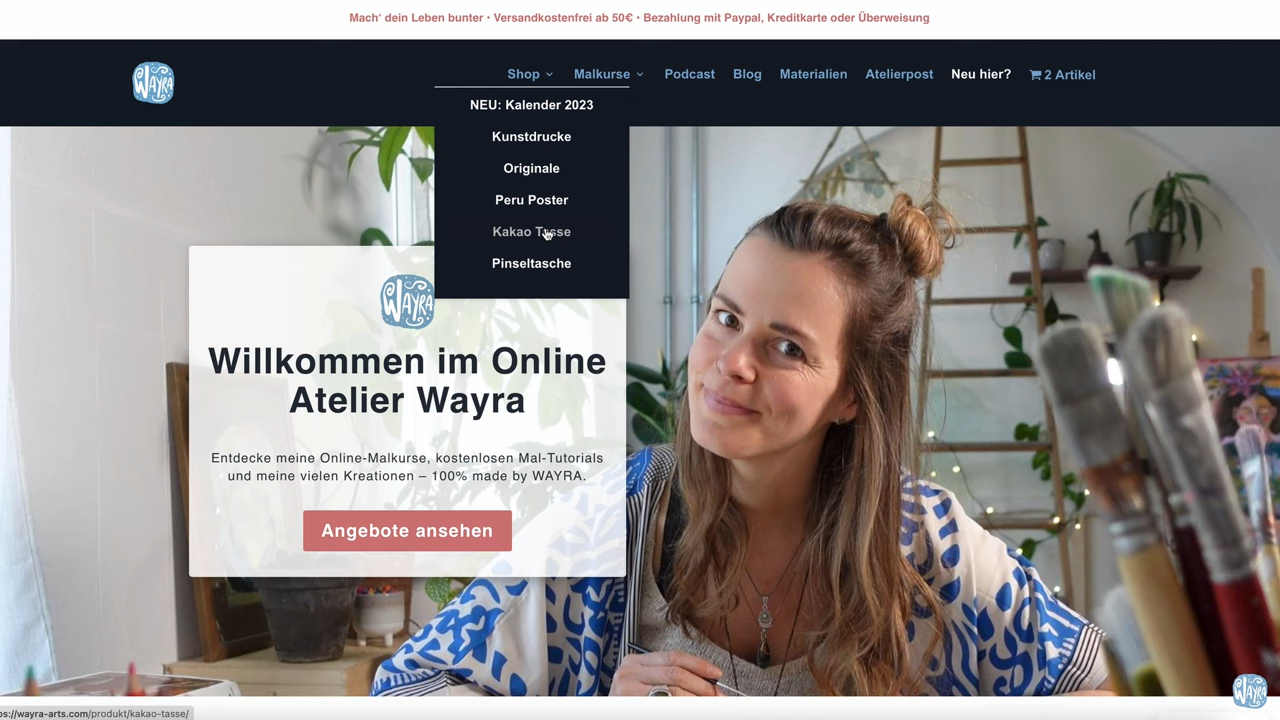 Mach‘ dein Leben bunter • Versandkostenfrei ab 50€ • Bezahlung mit Paypal, Kreditkarte oder Überweisung
WAYRA
Shop Malkurse Podcast Blog Materialien Atelierpost Neu hier? 2 Artikel
NEU: Kalender 2023
Kunstdrucke
Originale
Peru Poster
Kakao Tasse
Pinseltasche
WAYRA
Willkommen im Online
Atelier Wayra
Entdecke meine Online-Malkurse, kostenlosen Mal-Tutorials
und meine vielen Kreationen – 100% made by WAYRA.
Angebote ansehen
WAYRA
ps://wayra-arts.com/produkt/kakao-tasse/